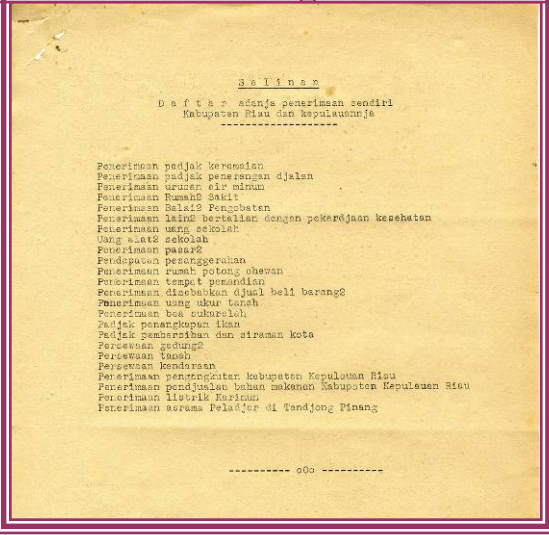 S a l i n a n
D a f t a r adanja penerimaan sendiri
Kabupaten Riau dan kepulauannja
------------------
Penerimaan padjak keramaian
Penerimaan padjak penerangan djalan
Penerimaan urusan air minum
Penerimaan Rumah2 Sakit
Penerimaan Balai2 Pengobatan
Penerimaan lain2 bertalian dengan pekerdjaan kesehatan
Penerimaan uang sekolah
Uang alat2 sekolah
Penerimaan pasar2
Pendapatan pesanggerahan
Penerimaan rumah potong chewan
Penerimaan tempat pemandian
Penerimaan disebabkan djual beli barang2
Penerimaan uang ukur tanah
Penerimaan bea sukarelah
Padjak penangkapan ikan
Padjak pembersihan dan siraman kota
Persewaan gedung2
Persewaan tanah
Persewaan kendaraan
Penerimaan pengangkutan kabupaten Kepulauan Riau
Penerimaan pendjualan bahan makanan Kabupaten Kepulauan Riau
Penerimaan listrik Karimun
Penerimaan asrama Peladjar di Tandjong Pinang
---------- oOo ----------